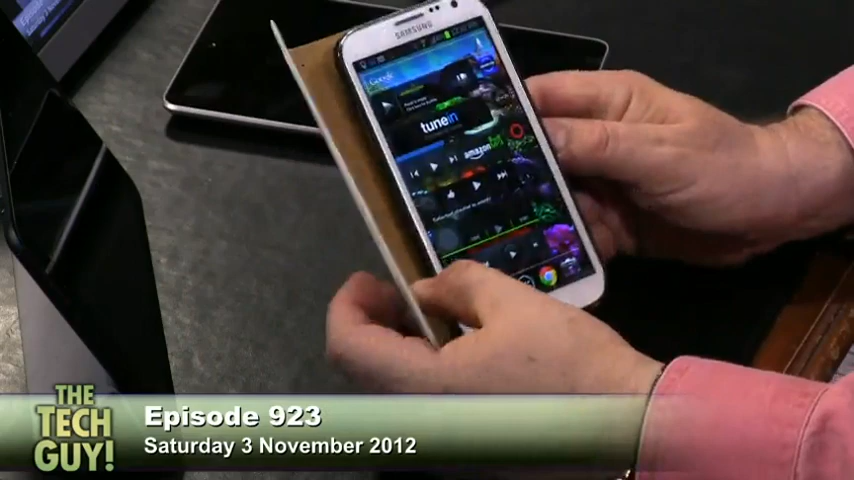 SAMSUNG
Google
tunein
amazon
THE
TECH
GUY!
Episode 923
Saturday 3 November 2012